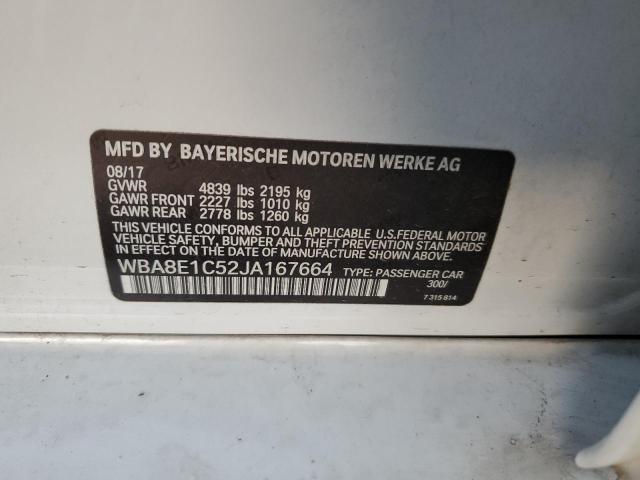 MFD BY BAYERISCHE MOTOREN WERKE AG
08/17
GVWR 4839 lbs 2195 kg
GAWR FRONT 2227 lbs 1010 kg
GAWR REAR 2778 lbs 1260 kg
THIS VEHICLE CONFORMS TO ALL APPLICABLE U.S.FEDERAL MOTOR
VEHICLE SAFETY, BUMPER, AND THEFT PREVENTION STANDARDS
IN EFFECT ON THE DATE OF MANUFACTURE SHOWN ABOVE.
WBA8E1C52JA167664 TYPE: PASSENGER CAR
300/
7 315 814